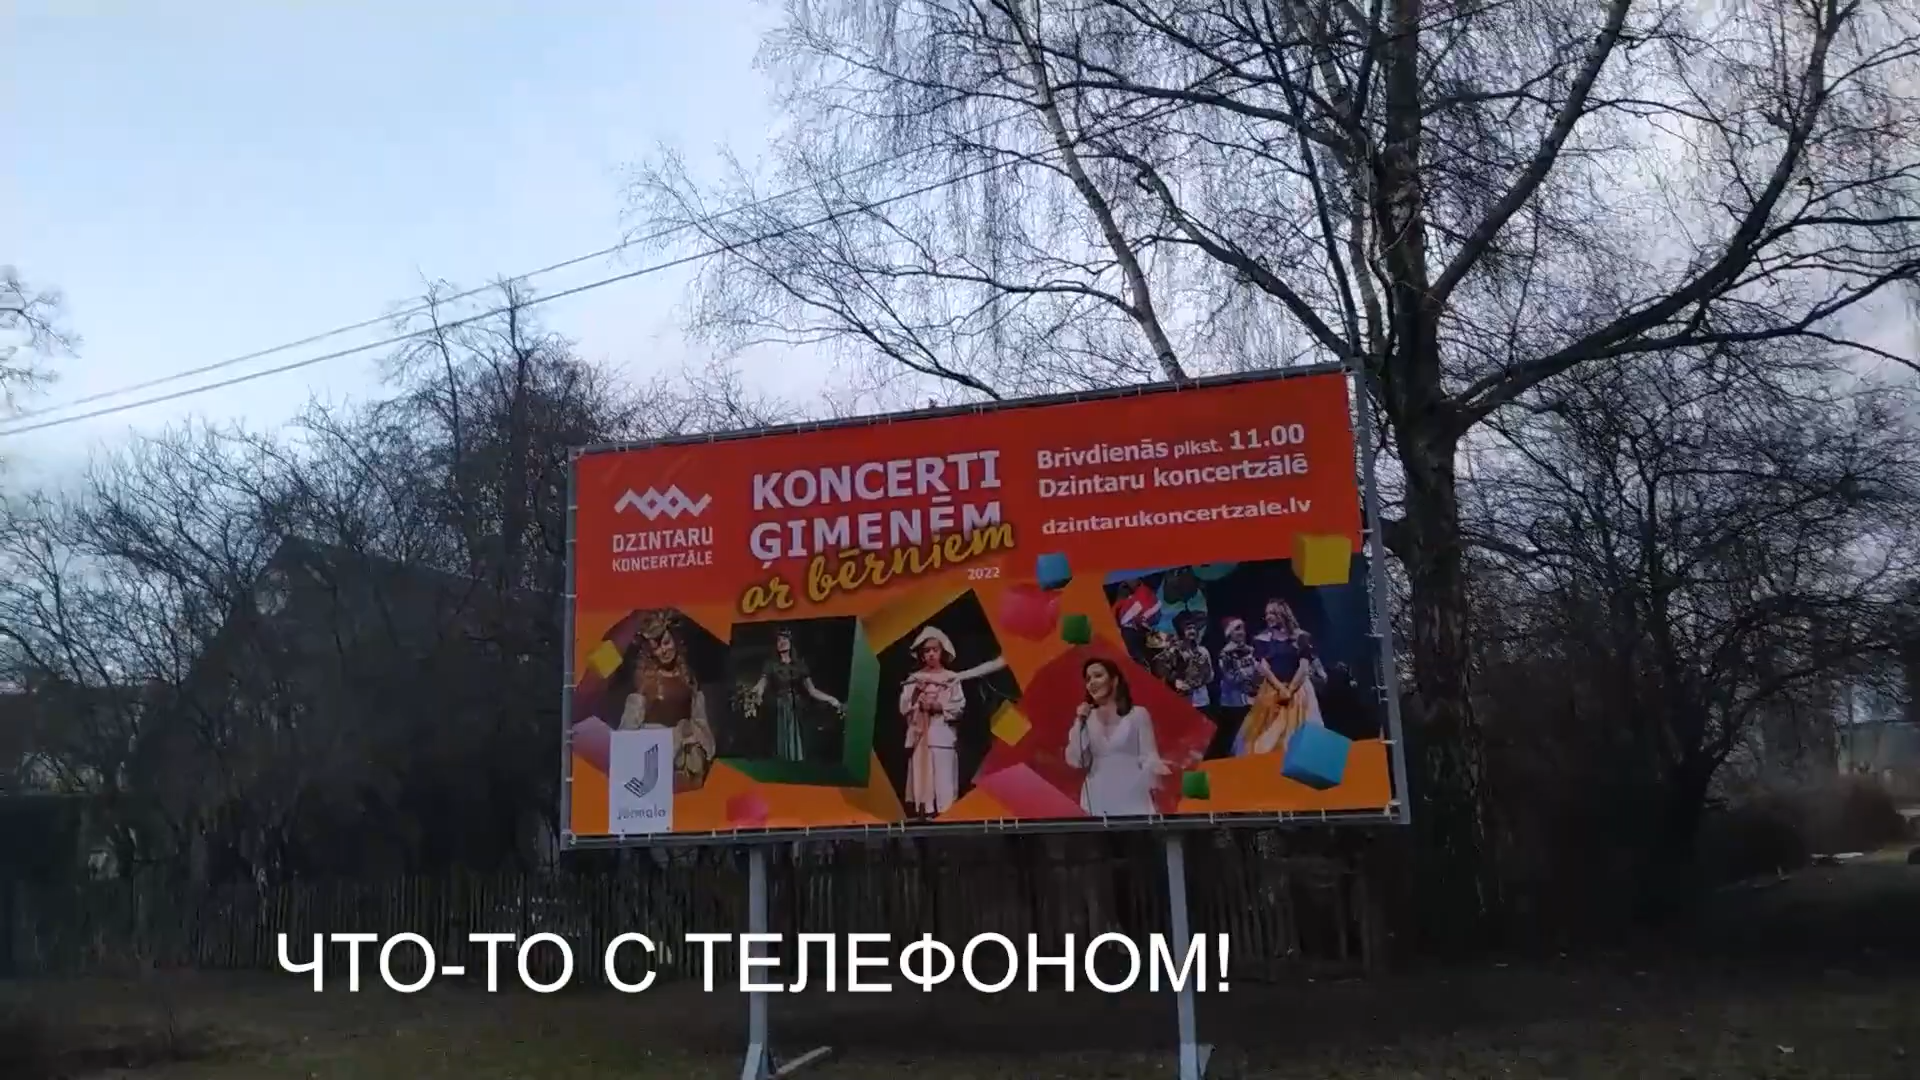 DZINTARU
KONCERTZĀLE
KONCERTI
ĢIMENĒM
ar bērniem
2022
Brīvdienās plkst. 11.00
Dzintaru koncertzālē
dzintarukoncertzale.lv
Jūrmala
ЧТО-ТО С ТЕЛЕФОНОМ!